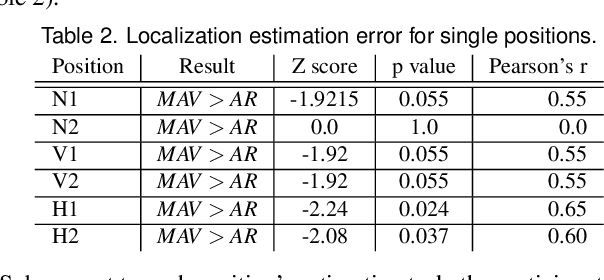 Table 2. Localization estimation error for single positions.
Position Result Z score p value Pearson's r
N1 MAV > AR -1.9215 0.055 0.55
N2 MAV > AR 0.0 1.0 0.0
V1 MAV > AR -1.92 0.055 0.55
V2 MAV > AR -1.92 0.055 0.55
H1 MAV > AR -2.24 0.024 0.65
H2 MAV > AR -2.08 0.037 0.60